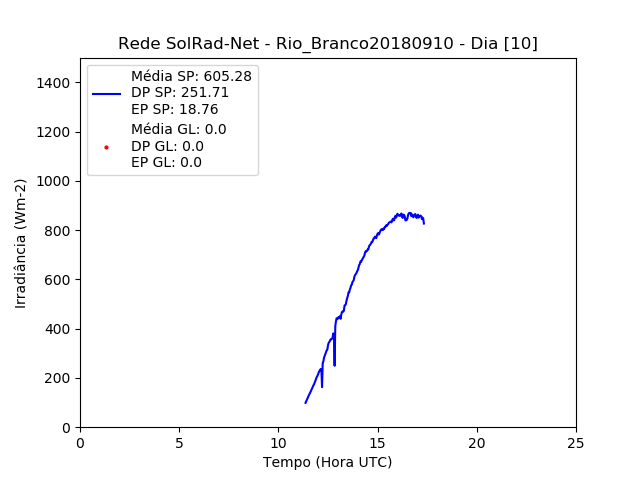 Rede SolRad-Net - Rio_Branco20180910 - Dia [10]
Média SP: 605.28
DP SP: 251.71
EP SP: 18.76
Média GL: 0.0
DP GL: 0.0
EP GL: 0.0
Irradiância (Wm-2)
1400
1200
1000
800
600
400
200
0
0 5 10 15 20 25
Tempo (Hora UTC)